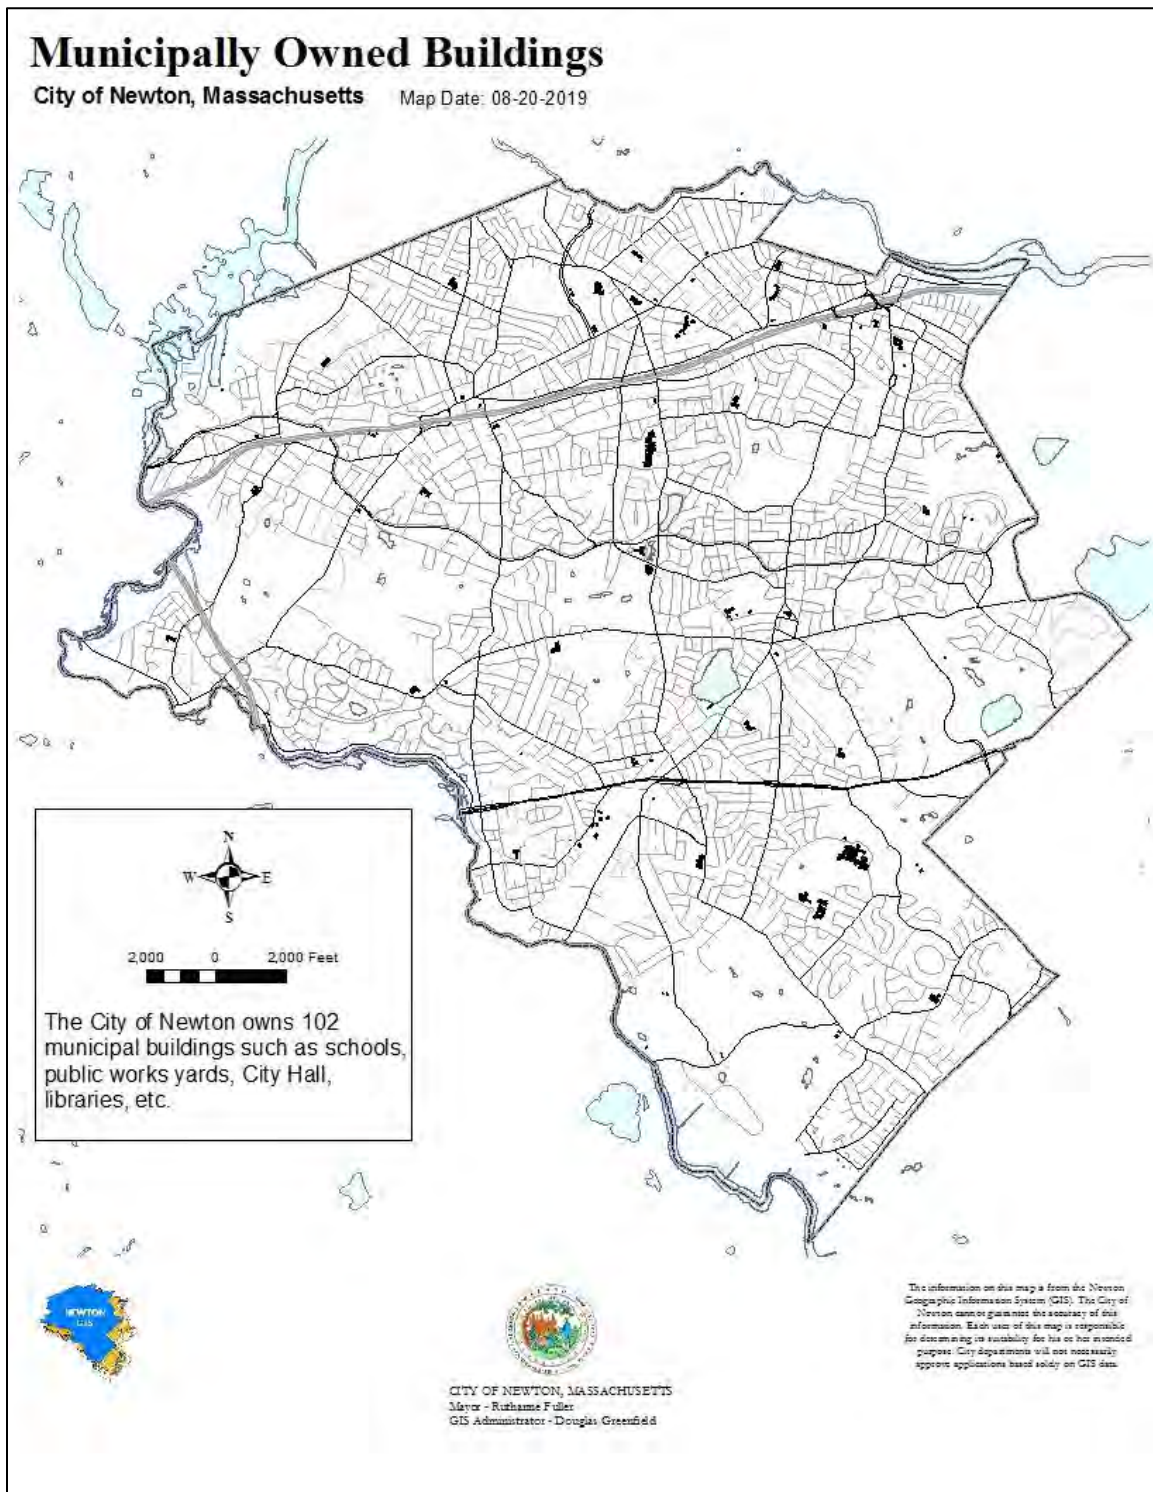 Municipally Owned Buildings
City of Newton, Massachusetts Map Date: 08-20-2019
N
W E
S
2,000 0 2,000 Feet
The City of Newton owns 102
municipal buildings such as schools,
public works yards, City Hall,
libraries, etc.
NEWTON
GIS
CITY OF NEWTON, MASSACHUSETTS
Mayor - Ruthanne Fuller
GIS Administrator - Douglas Greenfield
The information on this map is from the Newton
Geographic Information System (GIS). The City of
Newton cannot guarantee the accuracy of this
information. Each user of this map is responsible
for determining its suitability for his or her intended
purpose. City departments will not necessarily
approve applications based solely on GIS data.